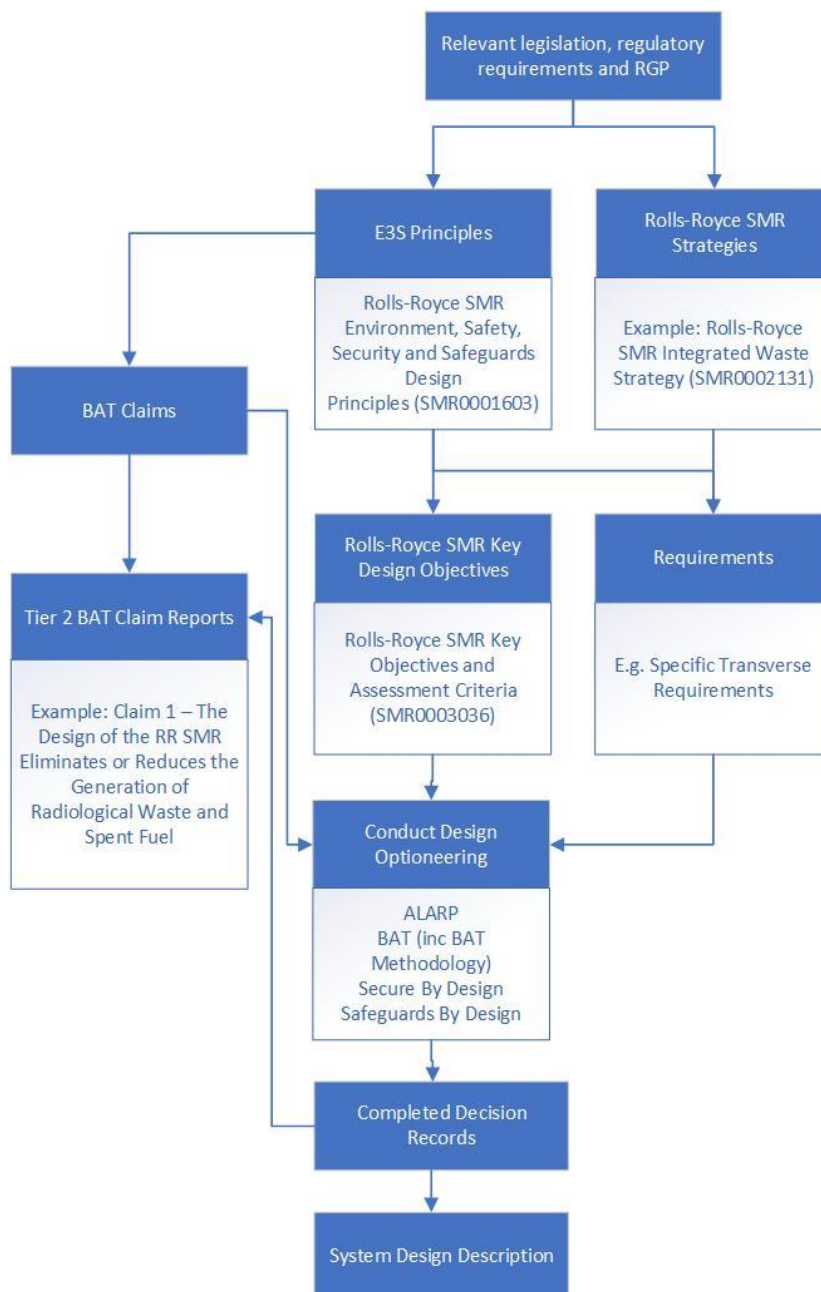 Relevant legislation, regulatory
requirements and RGP
E3S Principles
Rolls-Royce SMR
Environment, Safety,
Security and Safeguards
Design
Principles (SMR0001603)
Rolls-Royce SMR
Strategies
Example: Rolls-Royce
SMR Integrated Waste
Strategy (SMR0002131)
BAT Claims
Rolls-Royce SMR Key
Design Objectives
Rolls-Royce SMR Key
Objectives and
Assessment Criteria
(SMR0003036)
Requirements
E.g. Specific Transverse
Requirements
Tier 2 BAT Claim Reports
Example: Claim 1 – The
Design of the RR SMR
Eliminates or Reduces the
Generation of
Radiological Waste and
Spent Fuel
Conduct Design
Optioneering
ALARP
BAT (inc BAT
Methodology)
Secure By Design
Safeguards By Design
Completed Decision
Records
System Design Description